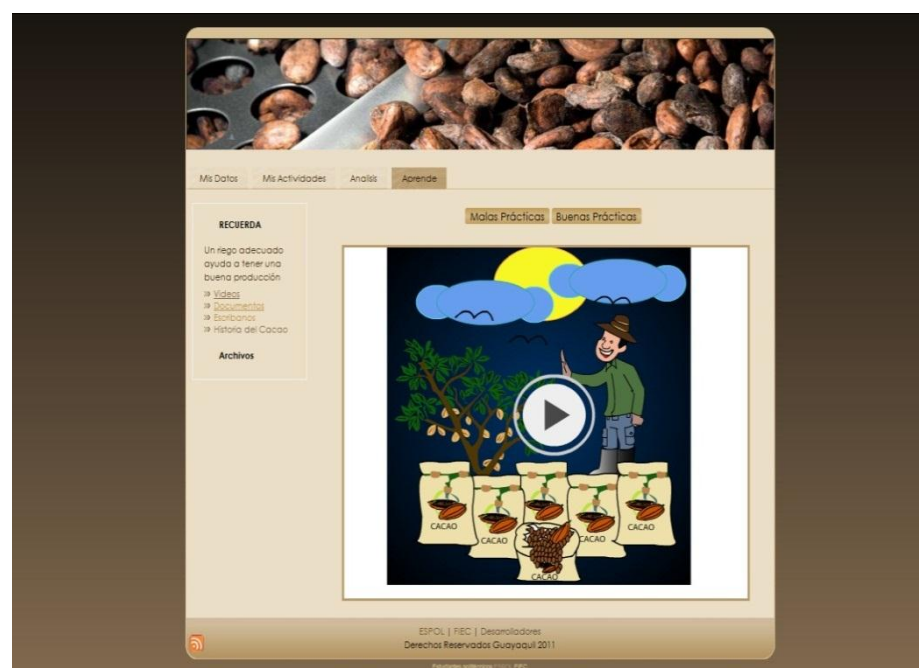 Mis Datos Mis Actividades Analisis Aprende
Malas Prácticas Buenas Prácticas
RECUERDA
Un riego adecuado
ayuda a tener una
buena producción
» Videos
» Documentos
» Escribanos
» Historia del Cacao
Archivos
CACAO
CACAO
CACAO
CACAO
CACAO
ESPOL | FIEC | Desarrolladores
Derechos Reservados Guayaquil 2011